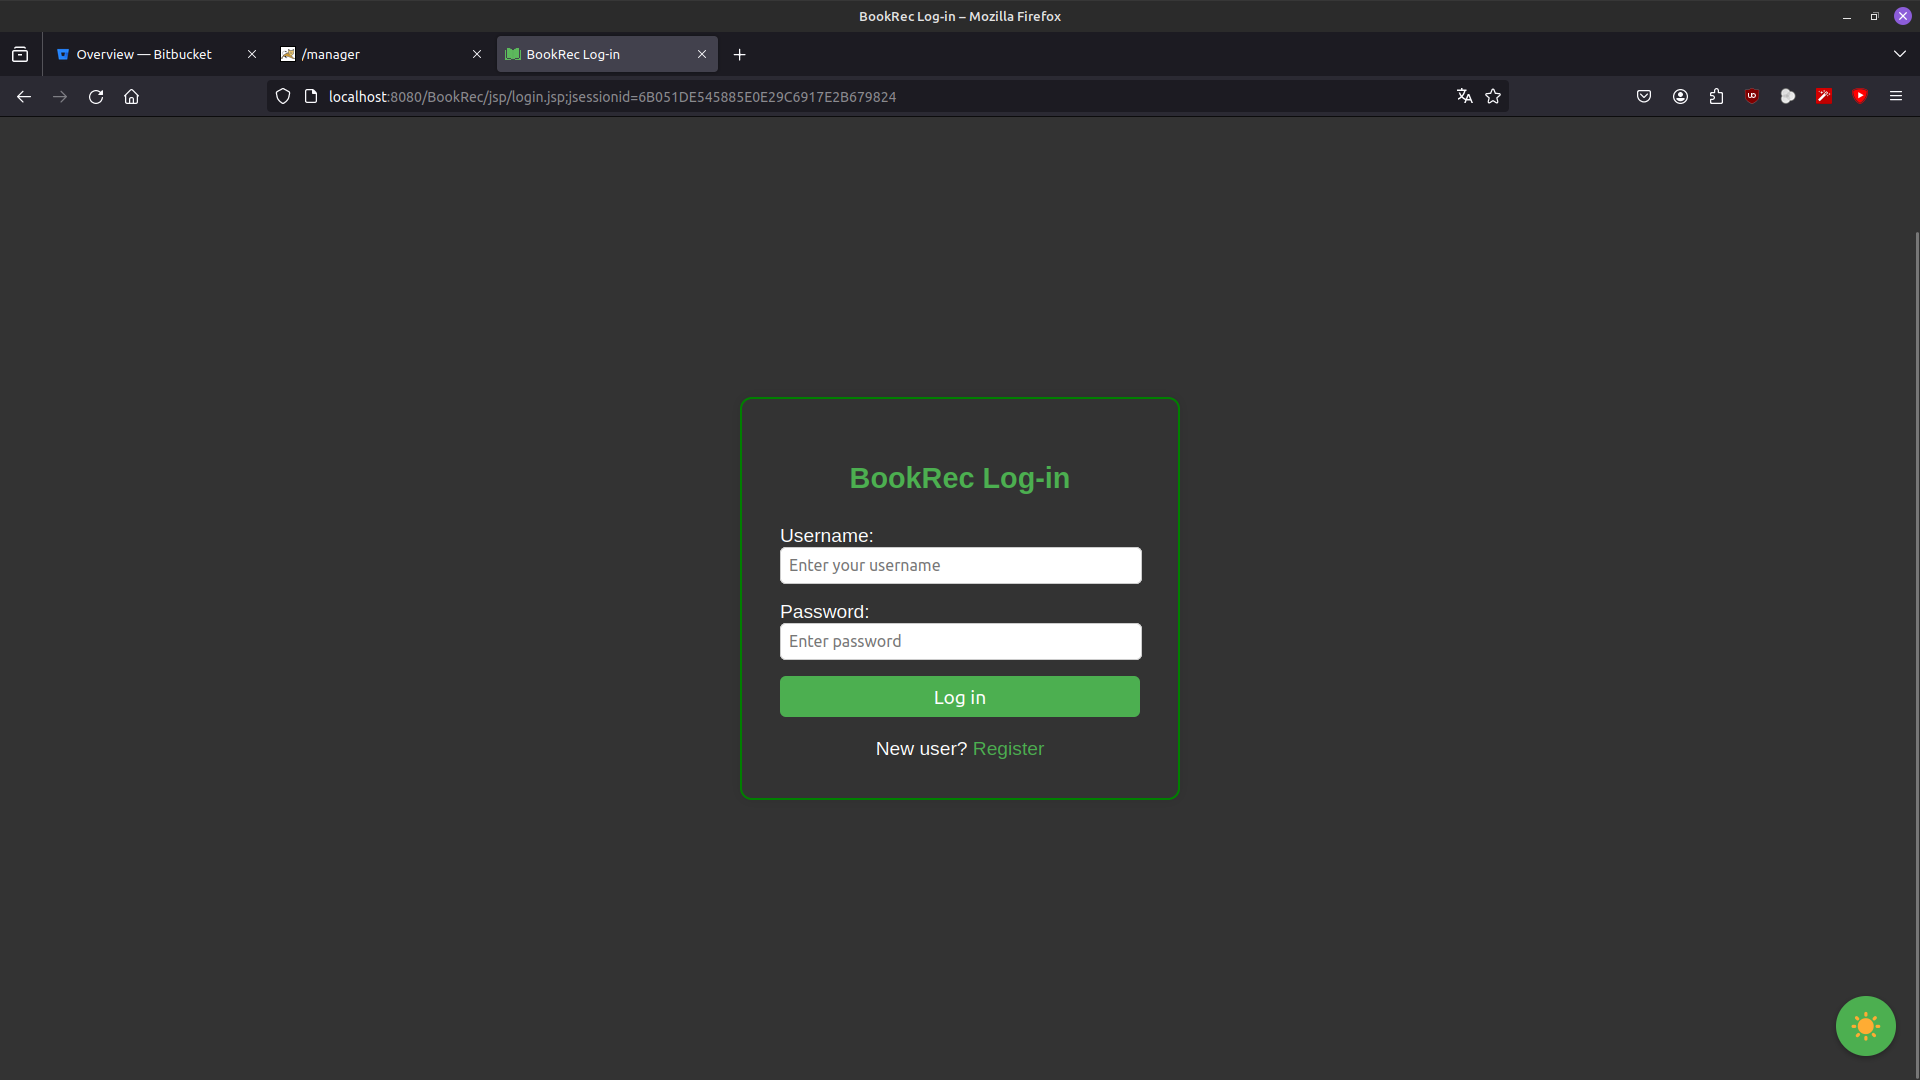 BookRec Log-in – Mozilla Firefox
Overview — Bitbucket
/manager
BookRec Log-in
localhost:8080/BookRec/jsp/login.jsp;jsessionid=6B051DE545885E0E29C6917E2B679824
BookRec Log-in
Username:
Enter your username
Password:
Enter password
Log in
New user? Register